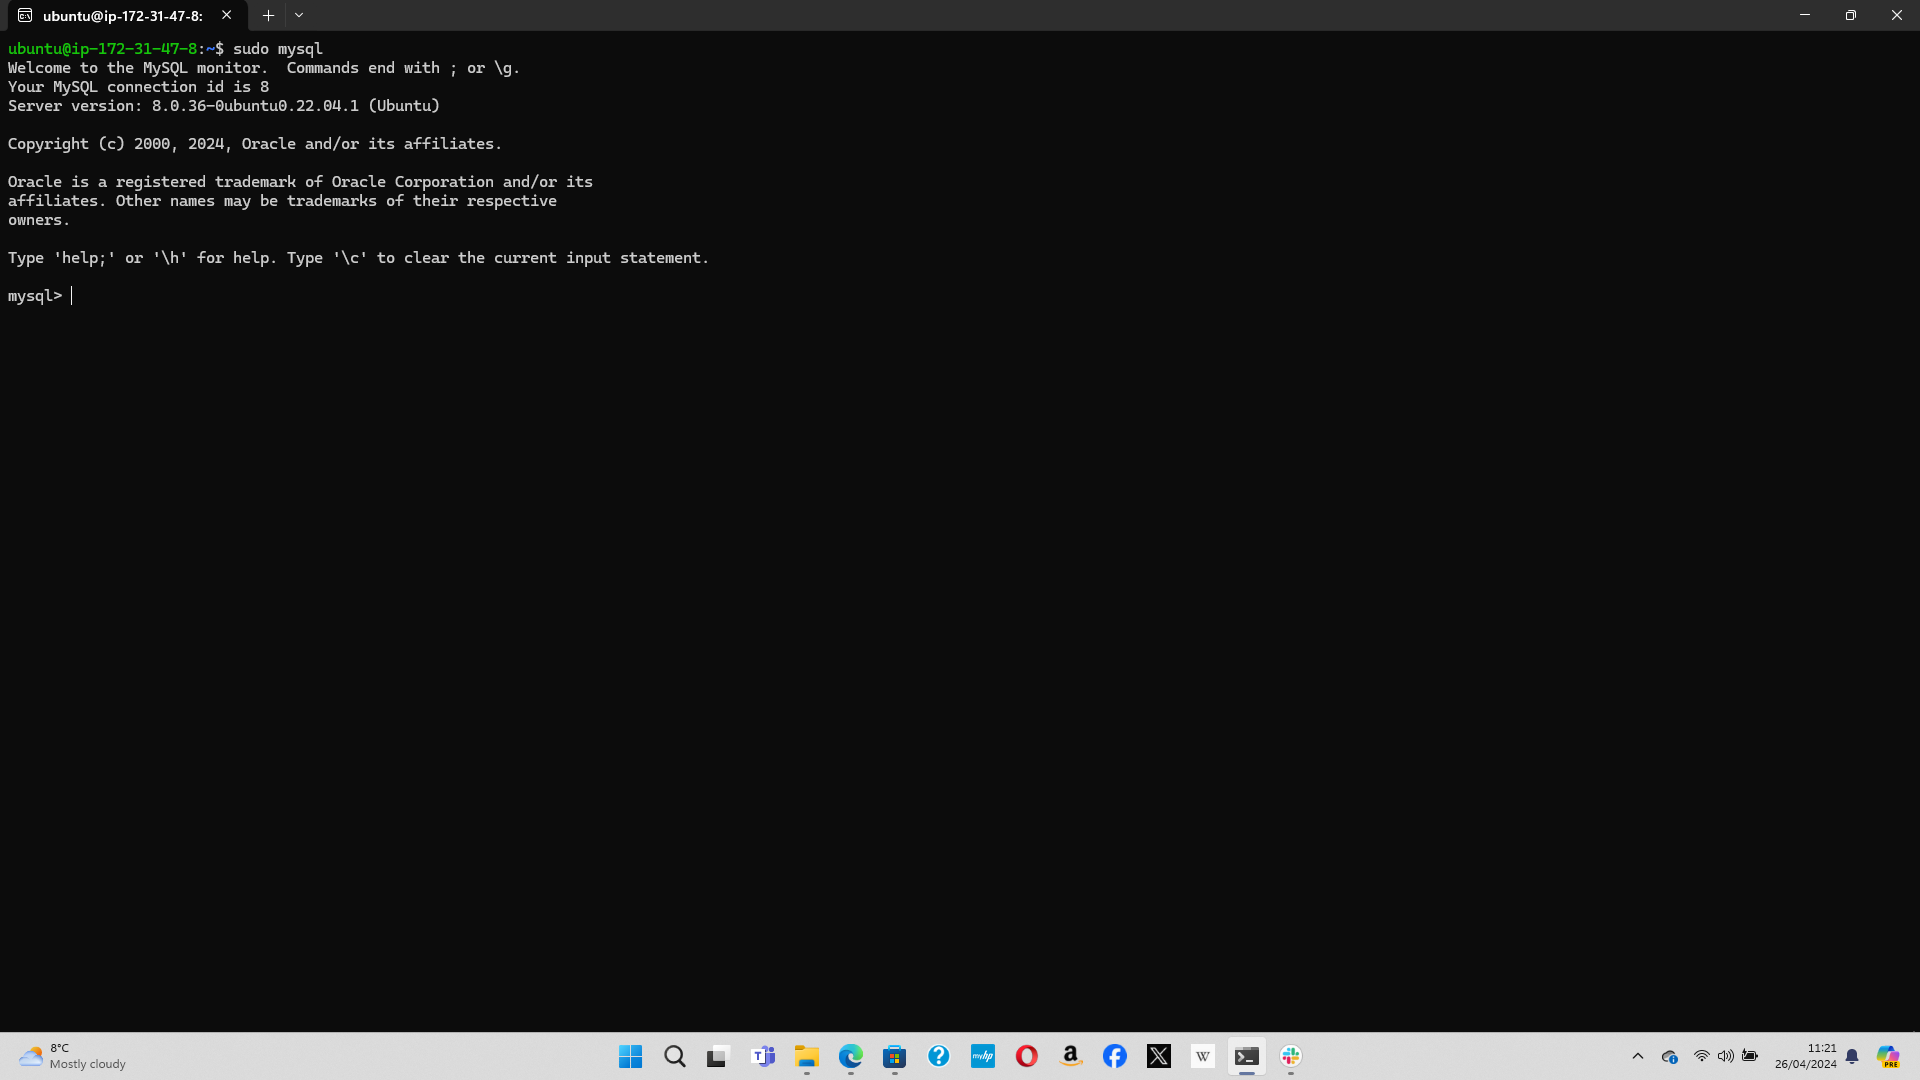 ubuntu@ip-172-31-47-8:
ubuntu@ip-172-31-47-8:~$ sudo mysql
Welcome to the MySQL monitor.  Commands end with ; or \g.
Your MySQL connection id is 8
Server version: 8.0.36-0ubuntu0.22.04.1 (Ubuntu)
Copyright (c) 2000, 2024, Oracle and/or its affiliates.
Oracle is a registered trademark of Oracle Corporation and/or its
affiliates. Other names may be trademarks of their respective
owners.
Type 'help;' or '\h' for help. Type '\c' to clear the current input statement.
mysql>
8°C
Mostly cloudy
myhp
W
11:21
26/04/2024
PRE